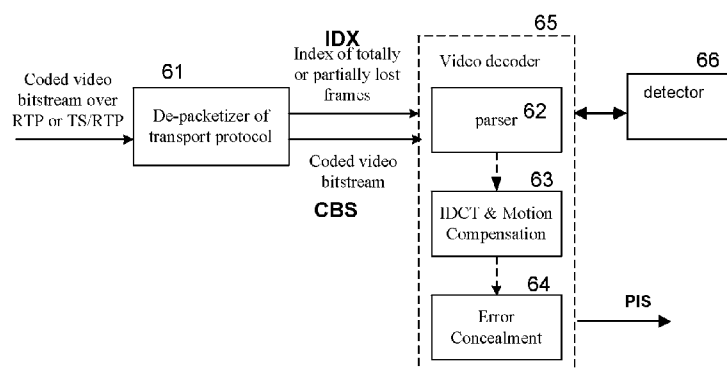 65
IDX
Index of totally
or partially lost
frames
61
Coded video
bitstream over
RTP or TS/RTP
De-packetizer of
transport protocol
Coded video
bitstream
CBS
Video decoder
parser 62
66
detector
63
IDCT & Motion
Compensation
64
Error
Concealment
PIS